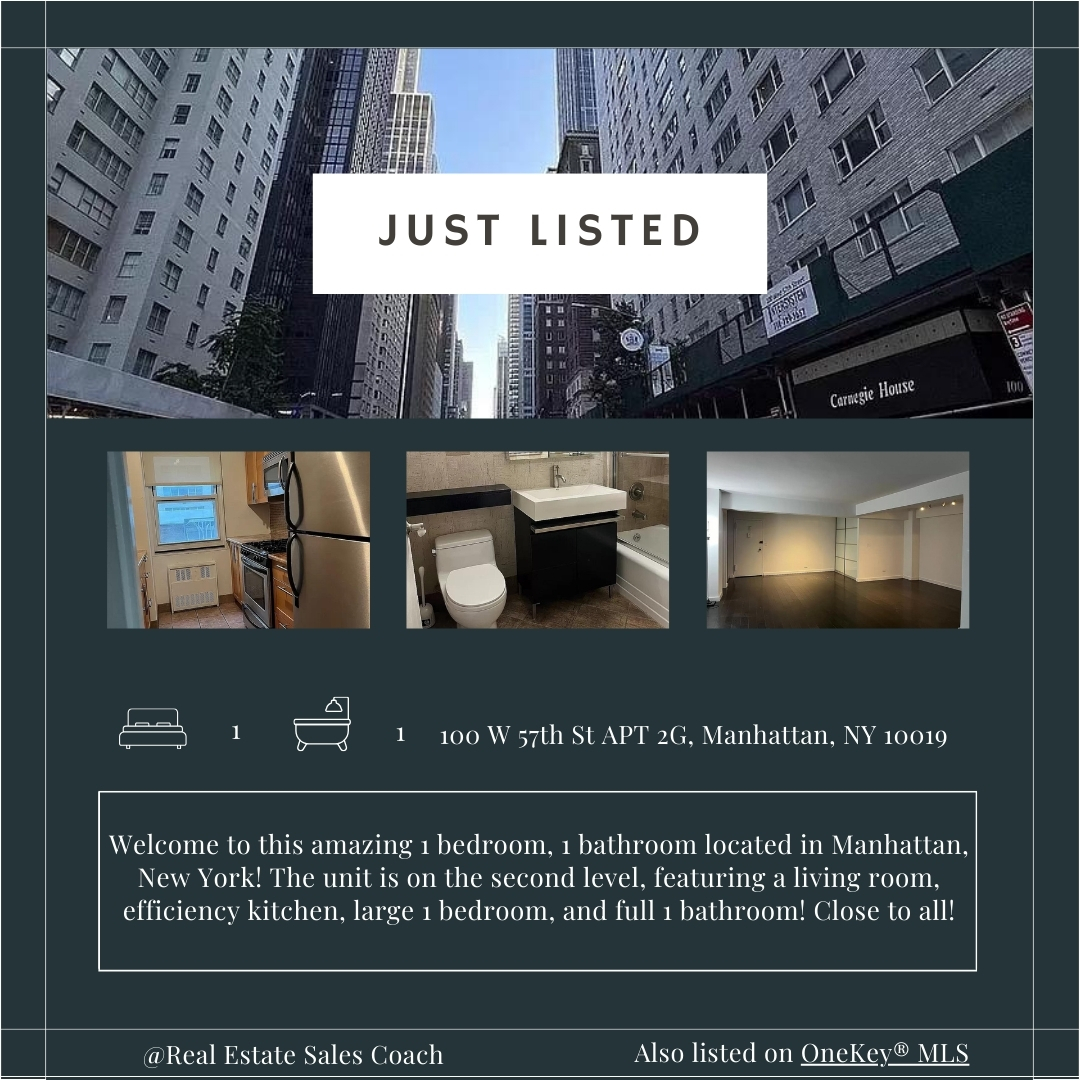 JUST LISTED
INTERSYSTEM
Carnegie House
100
3
1
1
100 W 57th St APT 2G, Manhattan, NY 10019
Welcome to this amazing 1 bedroom, 1 bathroom located in Manhattan,
New York! The unit is on the second level, featuring a living room,
efficiency kitchen, large 1 bedroom, and full 1 bathroom! Close to all!
@Real Estate Sales Coach
Also listed on OneKey® MLS